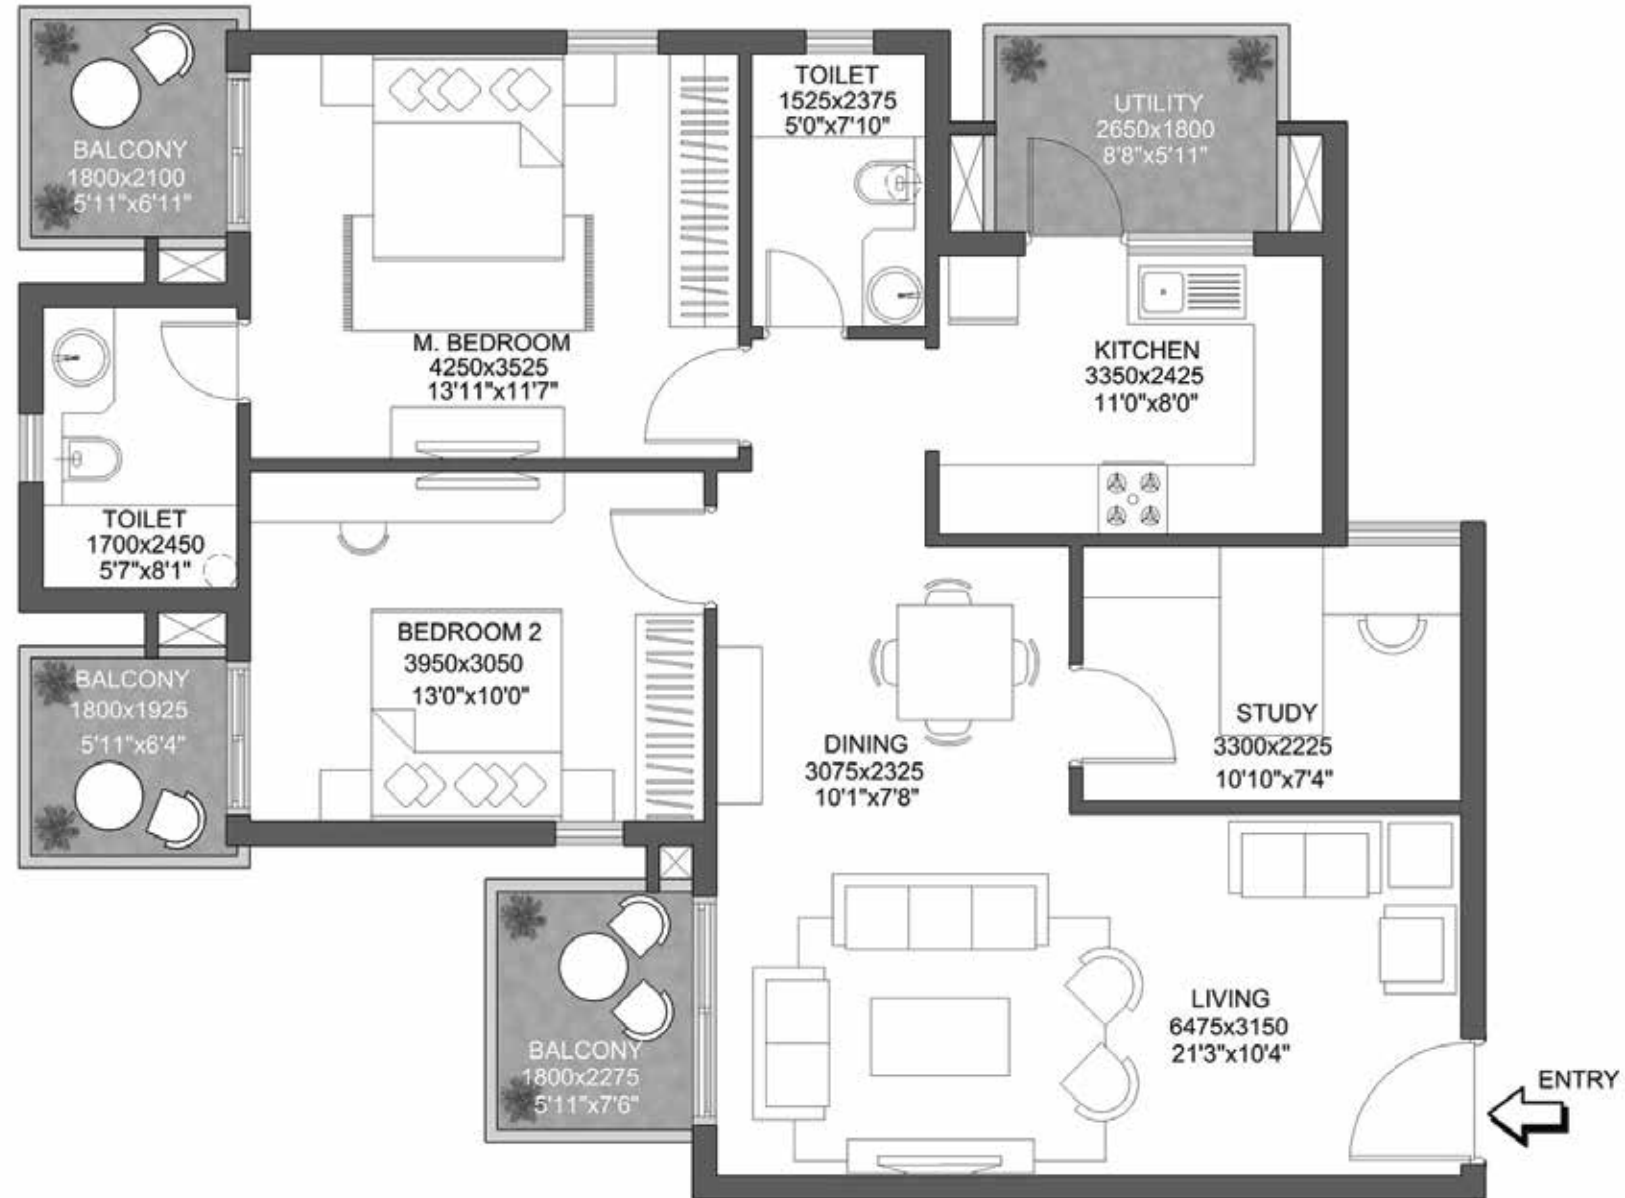 BALCONY
1800x2100
5'11"x6'11"
TOILET
1525x2375
5'0"x7'10"
UTILITY
2650x1800
8'8"x5'11"
M. BEDROOM
4250x3525
13'11"x11'7"
KITCHEN
3350x2425
11'0"x8'0"
TOILET
1700x2450
5'7"x8'1"
BEDROOM 2
3950x3050
13'0"x10'0"
BALCONY
1800x1925
5'11"x6'4"
DINING
3075x2325
10'1"x7'8"
STUDY
3300x2225
10'10"x7'4"
LIVING
6475x3150
21'3"x10'4"
BALCONY
1800x2275
5'11"x7'6"
ENTRY